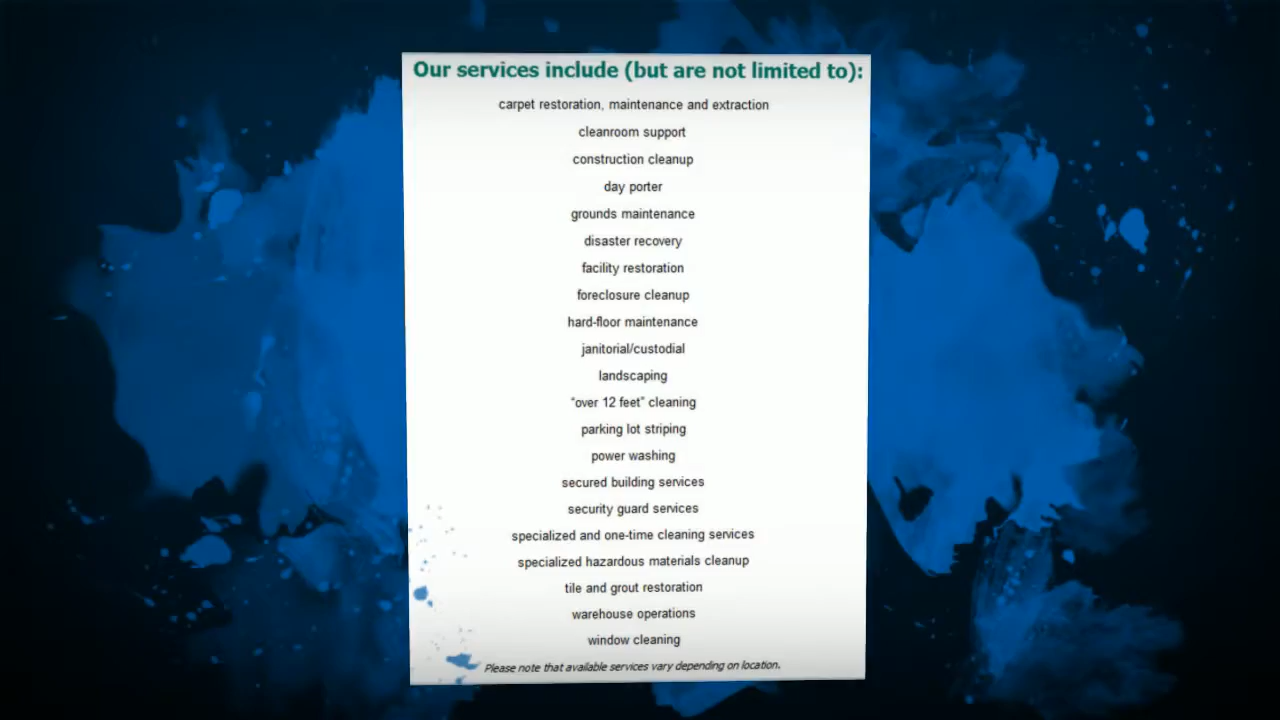 Our services include (but are not limited to):
carpet restoration, maintenance and extraction
cleanroom support
construction cleanup
day porter
grounds maintenance
disaster recovery
facility restoration
foreclosure cleanup
hard-floor maintenance
janitorial/custodial
landscaping
“over 12 feet” cleaning
parking lot striping
power washing
secured building services
security guard services
specialized and one-time cleaning services
specialized hazardous materials cleanup
tile and grout restoration
warehouse operations
window cleaning
Please note that available services vary depending on location.